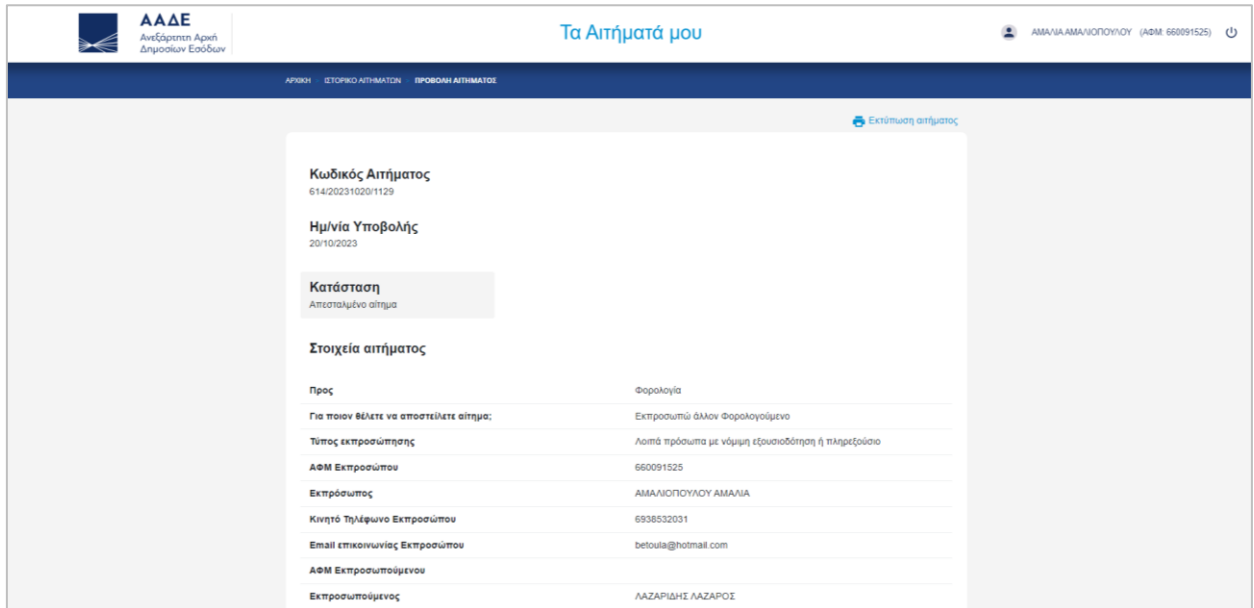 ΑΑΔΕ
Ανεξάρτητη Αρχή
Δημοσίων Εσόδων
Τα Αιτήματά μου
ΑΜΑΛΙΑ ΑΜΑΛΙΟΠΟΥΛΟΥ (ΑΦΜ: 660091525)
ΑΡΧΙΚΗ ΙΣΤΟΡΙΚΟ ΑΙΤΗΜΑΤΩΝ ΠΡΟΒΟΛΗ ΑΙΤΗΜΑΤΟΣ
Εκτύπωση αιτήματος
Κωδικός Αιτήματος
614/20231020/1129
Ημ/νία Υποβολής
20/10/2023
Κατάσταση
Απεσταλμένο αίτημα
Στοιχεία αιτήματος
Προς Φορολογία
Για ποιον θέλετε να αποστείλετε αίτημα; Εκπροσωπώ άλλον Φορολογούμενο
Τύπος εκπροσώπησης Λοιπά πρόσωπα με νόμιμη εξουσιοδότηση ή πληρεξούσιο
ΑΦΜ Εκπροσώπου 660091525
Εκπρόσωπος ΑΜΑΛΙΟΠΟΥΛΟΥ ΑΜΑΛΙΑ
Κινητό Τηλέφωνο Εκπροσώπου 6938532031
Email επικοινωνίας Εκπροσώπου betoula@hotmail.com
ΑΦΜ Εκπροσωπούμενου
Εκπροσωπούμενος ΛΑΖΑΡΙΔΗΣ ΛΑΖΑΡΟΣ